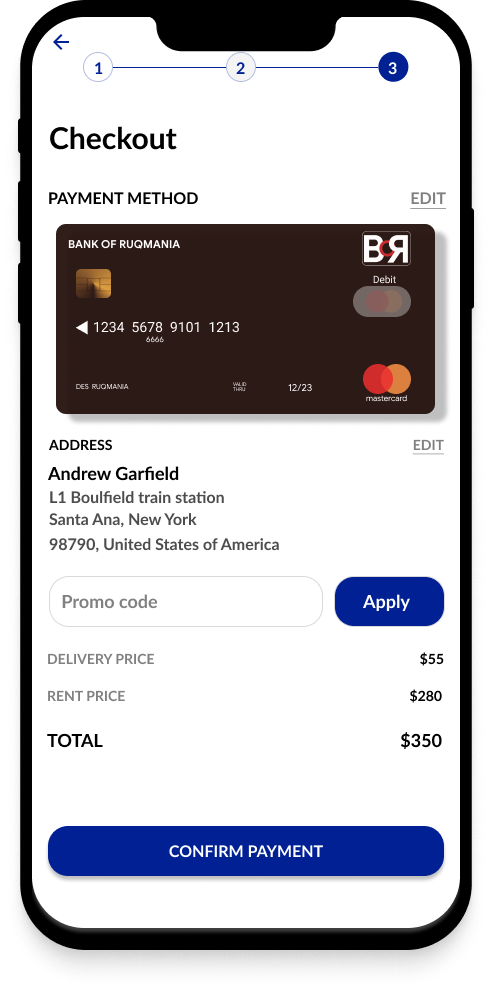 1 2 3
Checkout
PAYMENT METHOD EDIT
BANK OF RUQMANIA BCR
Debit
1234 5678 9101 1213
6666
DES RUQMANIA VALID THRU 12/23
mastercard
ADDRESS EDIT
Andrew Garfield
L1 Boulfield train station
Santa Ana, New York
98790, United States of America
Promo code Apply
DELIVERY PRICE $55
RENT PRICE $280
TOTAL $350
CONFIRM PAYMENT